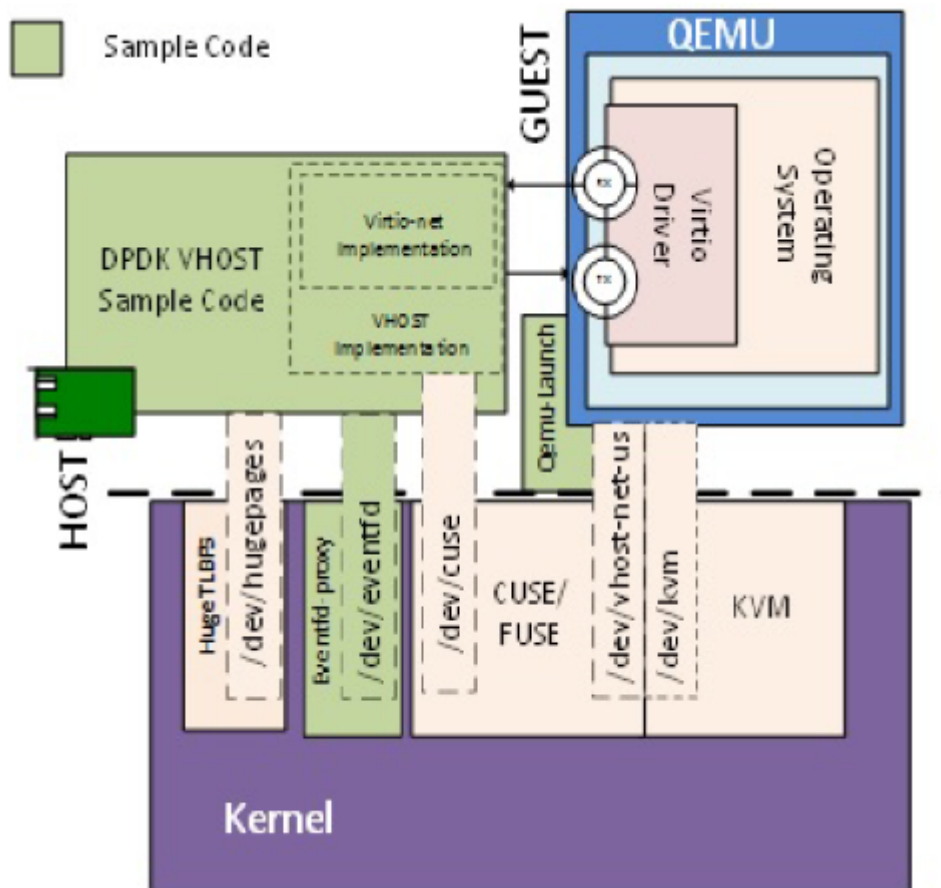 Sample Code
QEMU
GUEST
Operating
System
Virtio
Driver
RX
TX
Virtio-net
Implementation
DPDK VHOST
Sample Code
VHOST
Implementation
Qemu-Launch
HOST
HugeTLBFS
/dev/hugepages
Eventfd-proxy
/dev/eventfd
/dev/cuse
CUSE/
FUSE
/dev/vhost-net-us
/dev/kvm
KVM
Kernel